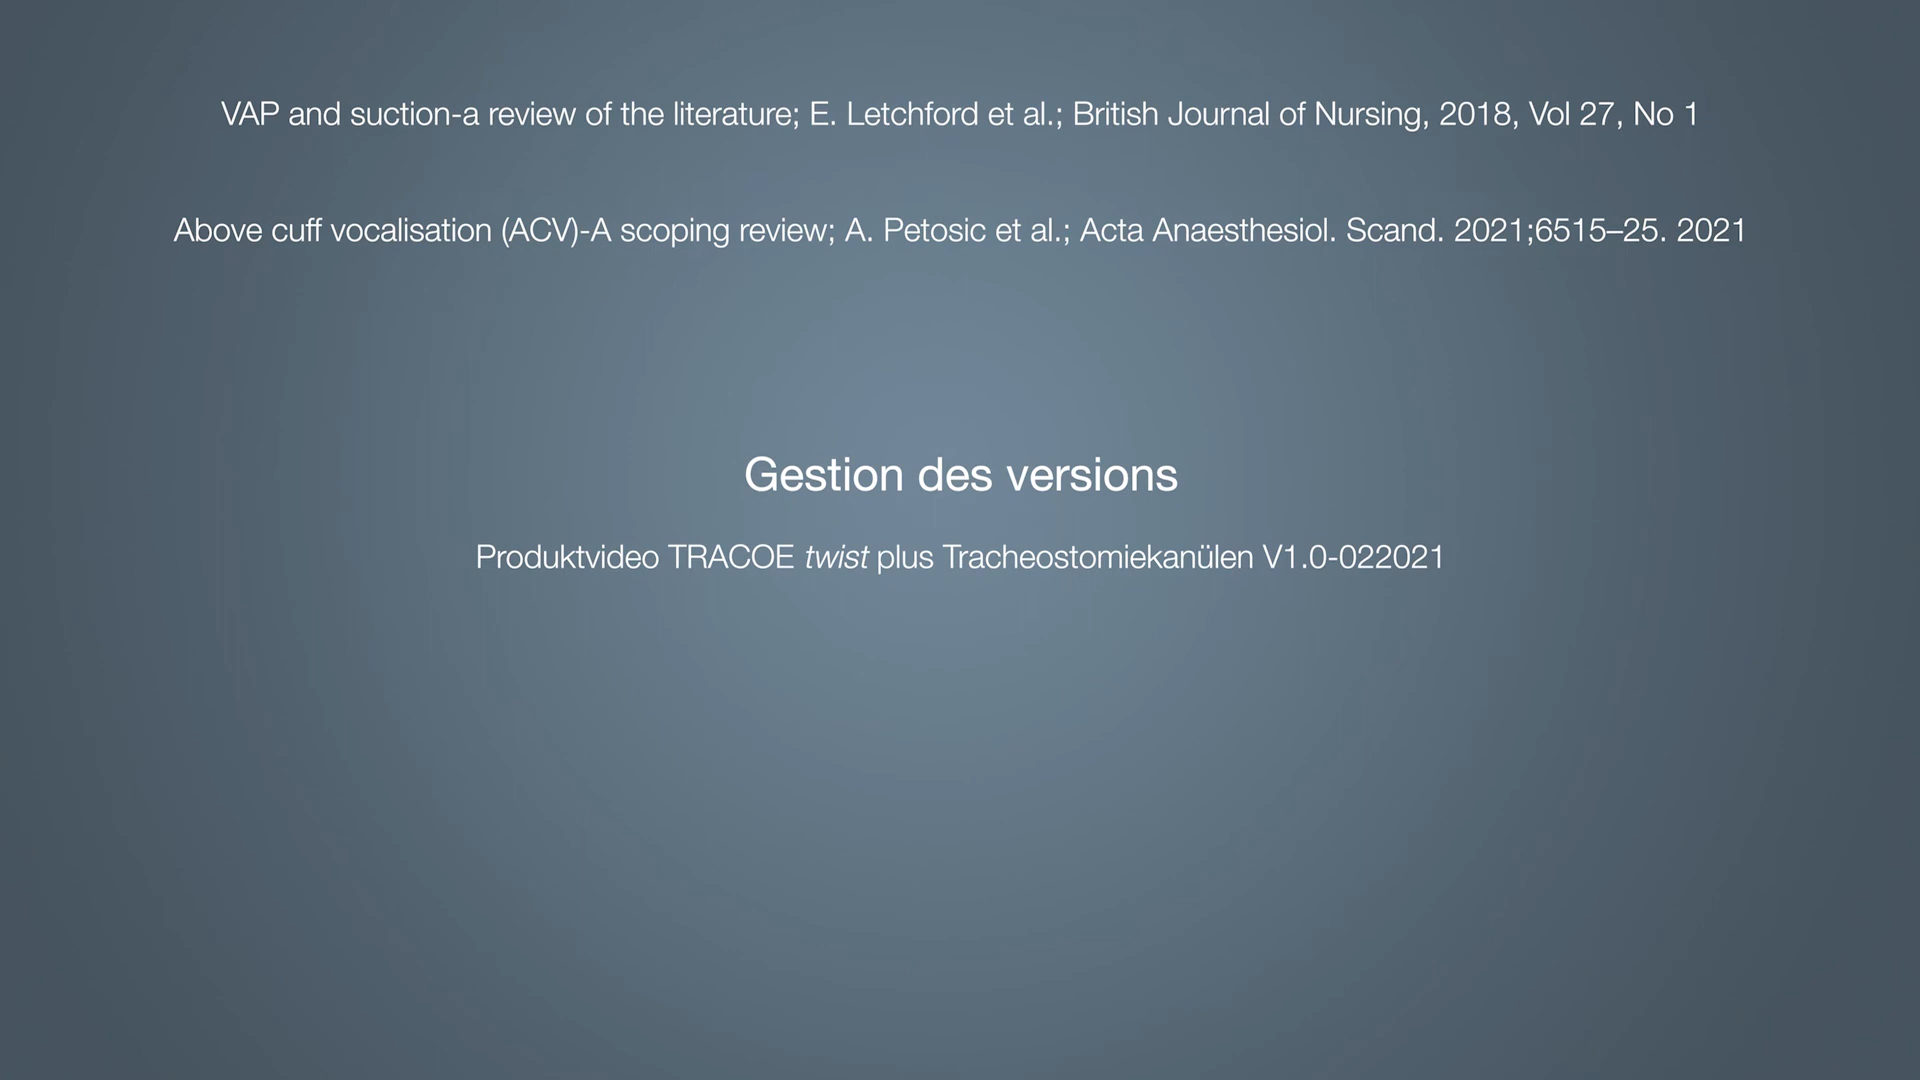 VAP and suction-a review of the literature; E. Letchford et al.; British Journal of Nursing, 2018, Vol 27, No 1
Above cuff vocalisation (ACV)-A scoping review; A. Petosic et al.; Acta Anaesthesiol. Scand. 2021;6515–25. 2021
Gestion des versions
Produktvideo TRACOE twist plus Tracheostomiekanülen V1.0-022021